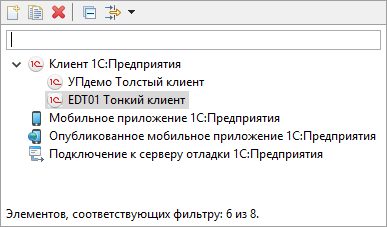 Клиент 1С:Предприятия
УПдемо Толстый клиент
EDT01 Тонкий клиент
Мобильное приложение 1С:Предприятия
Опубликованное мобильное приложение 1С:Предприятия
Подключение к серверу отладки 1С:Предприятия
Элементов, соответствующих фильтру: 6 из 8.